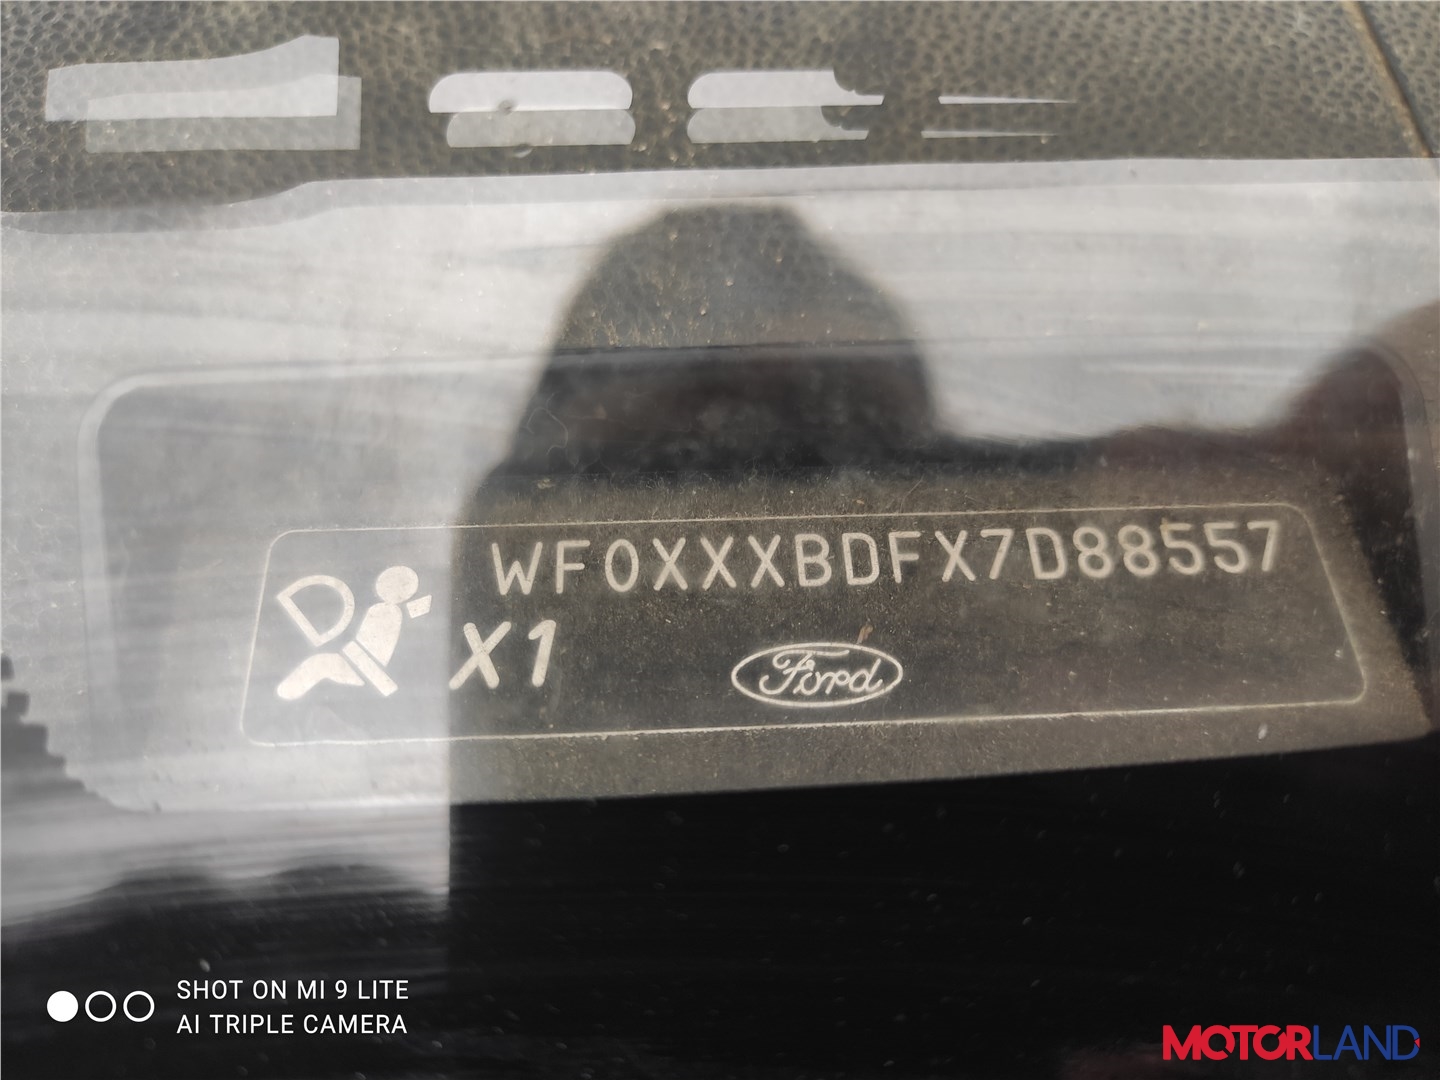 WF0XXXBDFX7D88557
X1
Ford
SHOT ON MI 9 LITE
AI TRIPLE CAMERA
MOTORLAND